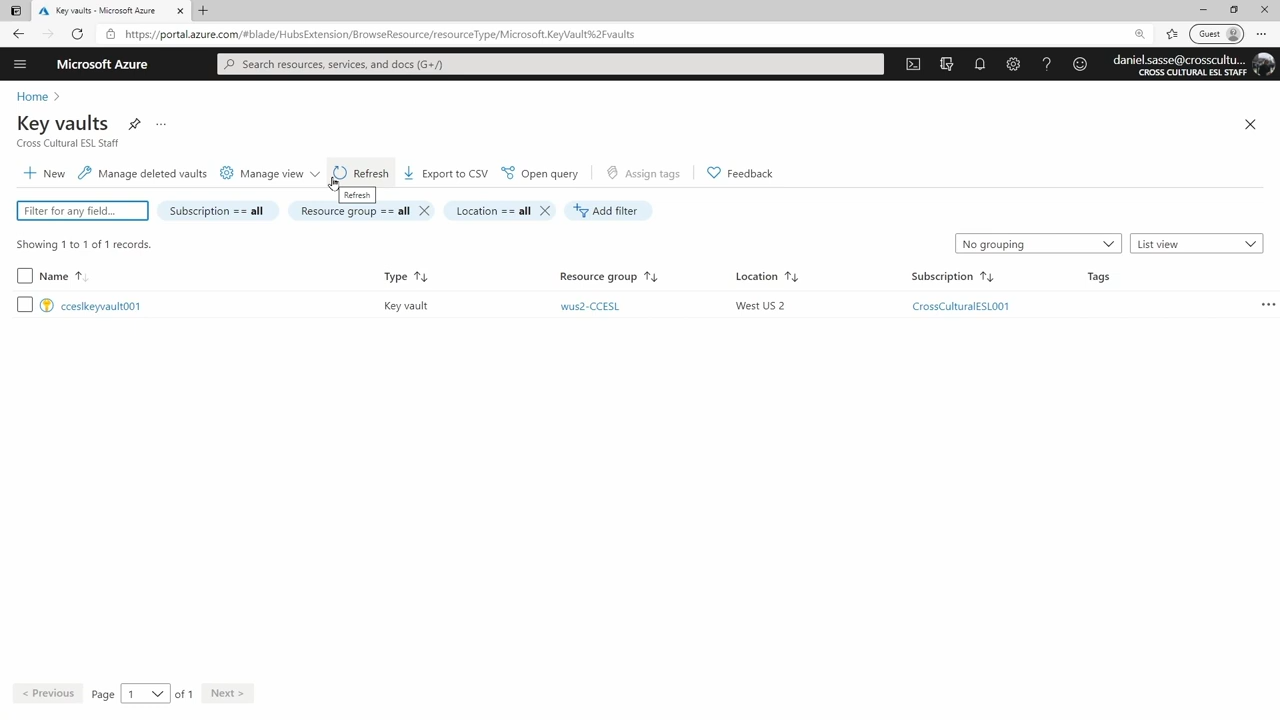 Key vaults - Microsoft Azure
https://portal.azure.com/#blade/HubsExtension/BrowseResource/resourceType/Microsoft.KeyVault%2Fvaults
Guest
Microsoft Azure
Search resources, services, and docs (G+/)
daniel.sasse@crosscultu...
CROSS CULTURAL ESL STAFF
Home
Key vaults
Cross Cultural ESL Staff
New
Manage deleted vaults
Manage view
Refresh
Export to CSV
Open query
Assign tags
Feedback
Refresh
Filter for any field...
Subscription == all
Resource group == all
Location == all
Add filter
Showing 1 to 1 of 1 records.
No grouping
List view
Name
Type
Resource group
Location
Subscription
Tags
cceslkeyvault001
Key vault
wus2-CCESL
West US 2
CrossCulturalESL001
< Previous
Page
1
of 1
Next >